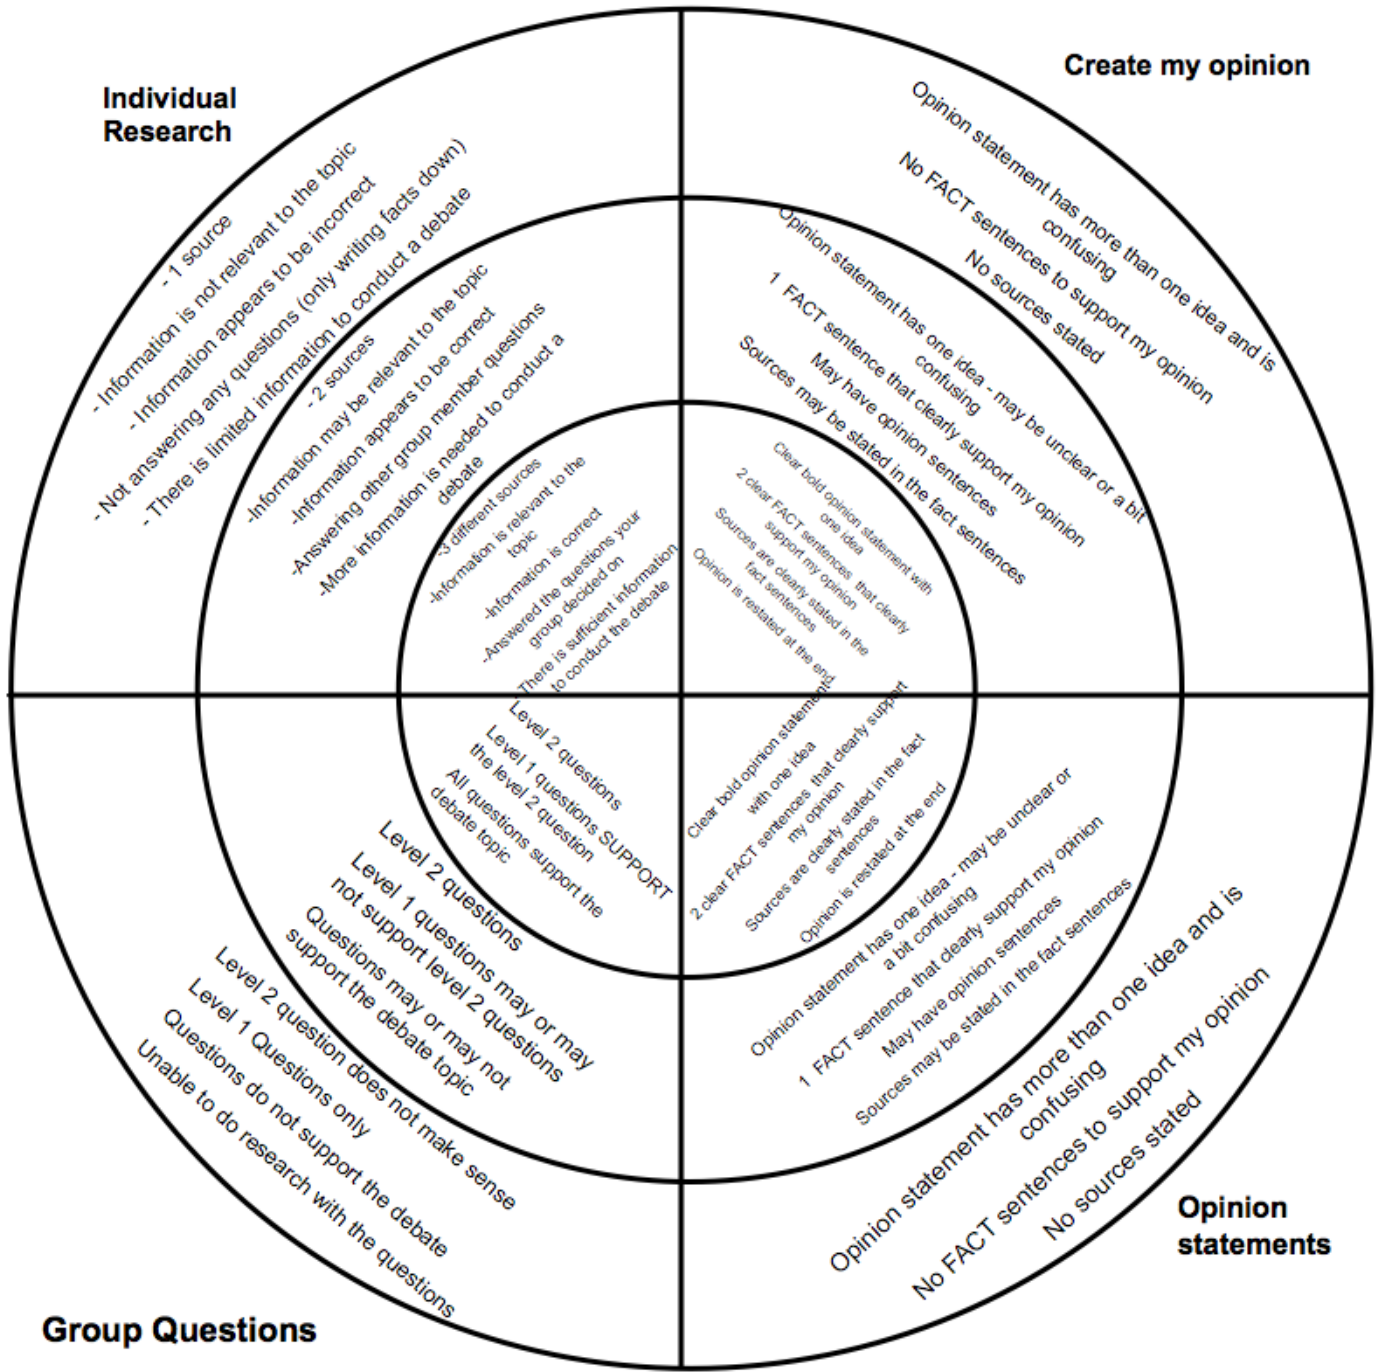 Individual
Research
- 1 source
- Information is not relevant to the topic
- Information appears to be incorrect
- Not answering any questions (only writing facts down)
- There is limited information to conduct a debate
- 2 sources
-Information may be relevant to the topic
-Information appears to be correct
-Answering other group member questions
-More information is needed to conduct a
debate
-3 different sources
-Information is relevant to the
topic
-Information is correct
-Answered the questions your
group decided on
-There is sufficient information
to conduct the debate
Create my opinion
Opinion statement has more than one idea and is
confusing
No FACT sentences to support my opinion
No sources stated
Opinion statement has one idea - may be unclear or a bit
confusing
1 FACT sentence that clearly support my opinion
May have opinion sentences
Sources may be stated in the fact sentences
Clear bold opinion statement with
one idea
2 clear FACT sentences that clearly
support my opinion
Sources are clearly stated in the
fact sentences
Opinion is restated at the end
Level 2 questions
Level 1 questions SUPPORT
the level 2 question
All questions support the
debate topic
Level 2 questions
Level 1 questions may or may
not support level 2 questions
Questions may or may not
support the debate topic
Level 2 question does not make sense
Level 1 Questions only
Questions do not support the debate
Unable to do research with the questions
Group Questions
Clear bold opinion statement
with one idea
2 clear FACT sentences that clearly support
my opinion
Sources are clearly stated in the fact
sentences
Opinion is restated at the end
Opinion statement has one idea - may be unclear or
a bit confusing
1 FACT sentence that clearly support my opinion
May have opinion sentences
Sources may be stated in the fact sentences
Opinion statement has more than one idea and is
confusing
No FACT sentences to support my opinion
No sources stated
Opinion
statements